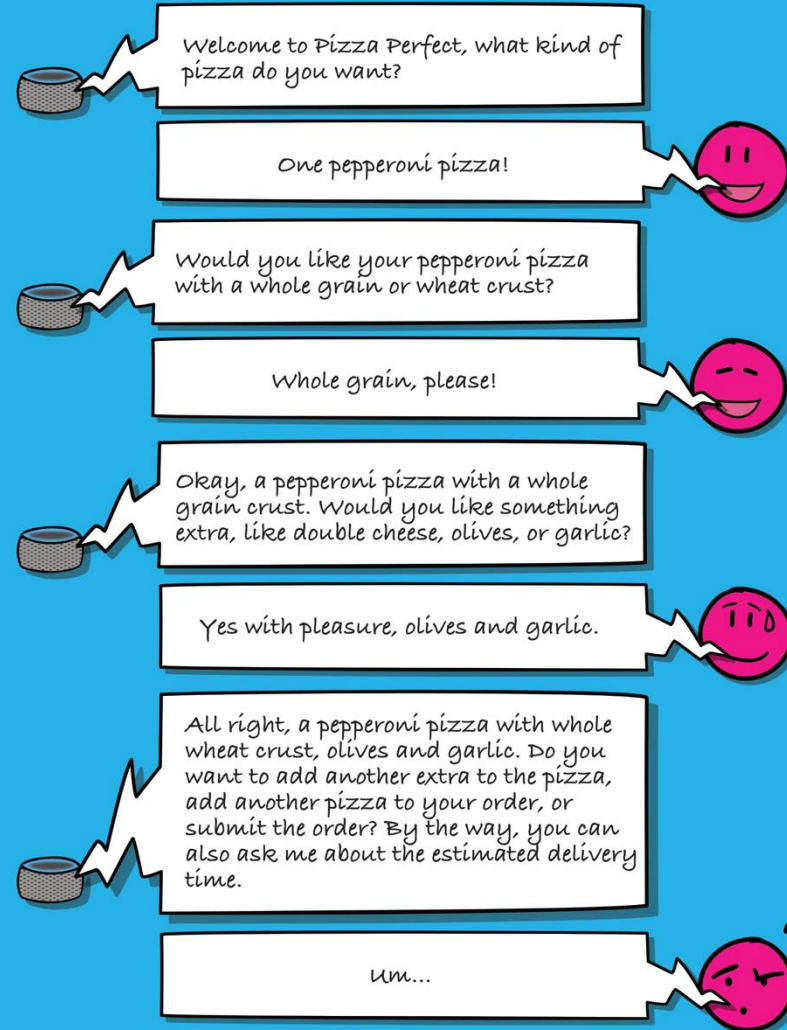 Welcome to Pizza Perfect, what kind of
pizza do you want?
One pepperoni pizza!
Would you like your pepperoni pizza
with a whole grain or wheat crust?
Whole grain, please!
Okay, a pepperoni pizza with a whole
grain crust. Would you like something
extra, like double cheese, olives, or garlic?
Yes with pleasure, olives and garlic.
All right, a pepperoni pizza with whole
wheat crust, olives and garlic. Do you
want to add another extra to the pizza,
add another pizza to your order, or
submit the order? By the way, you can
also ask me about the estimated delivery
time.
Um...